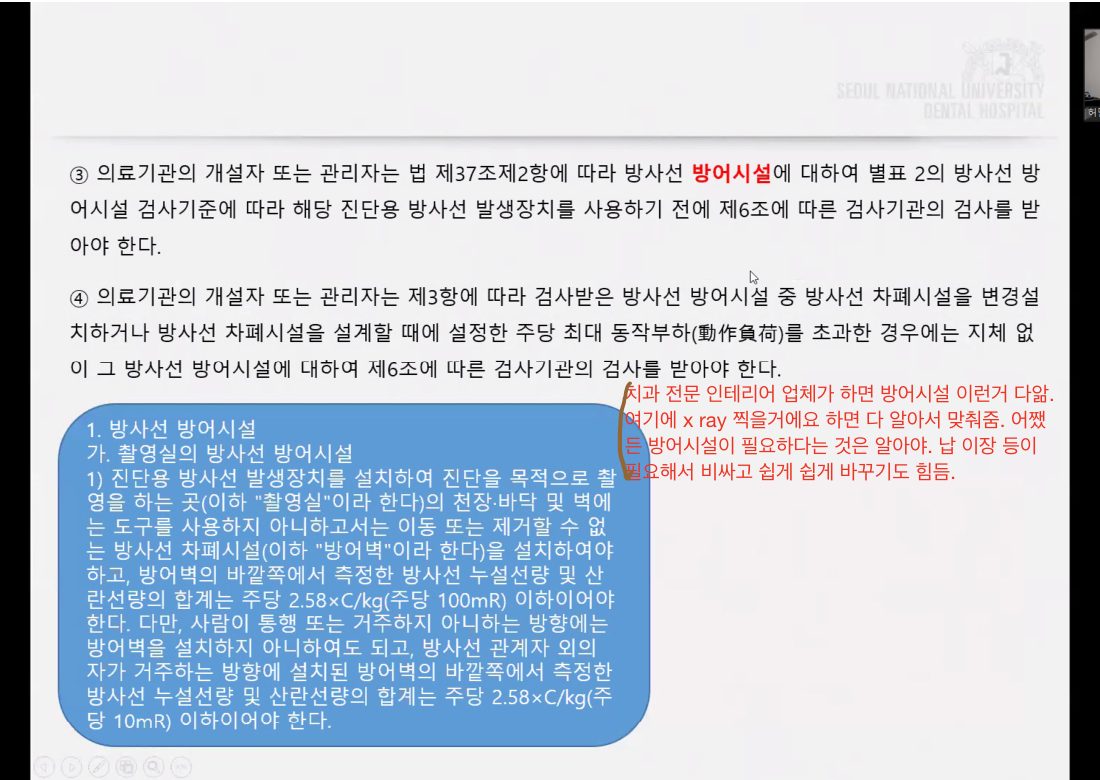 SEOUL NATIONAL UNIVERSITY
DENTAL HOSPITAL
③ 의료기관의 개설자 또는 관리자는 법 제37조제2항에 따라 방사선 방어시설에 대하여 별표 2의 방사선 방
어시설 검사기준에 따라 해당 진단용 방사선 발생장치를 사용하기 전에 제6조에 따른 검사기관의 검사를 받
아야 한다.
④ 의료기관의 개설자 또는 관리자는 제3항에 따라 검사받은 방사선 방어시설 중 방사선 차폐시설을 변경설
치하거나 방사선 차폐시설을 설계할 때에 설정한 주당 최대 동작부하(動作負荷)를 초과한 경우에는 지체 없
이 그 방사선 방어시설에 대하여 제6조에 따른 검사기관의 검사를 받아야 한다.
치과 전문 인테리어 업체가 하면 방어시설 이런거 다앎.
여기에 x ray 찍을거에요 하면 다 알아서 맞춰줌. 어쨌
든 방어시설이 필요하다는 것은 알아야. 납 이장 등이
필요해서 비싸고 쉽게 쉽게 바꾸기도 힘듬.
1. 방사선 방어시설
가. 촬영실의 방사선 방어시설
1) 진단용 방사선 발생장치를 설치하여 진단을 목적으로 촬
영을 하는 곳(이하 "촬영실"이라 한다)의 천장·바닥 및 벽에
는 도구를 사용하지 아니하고서는 이동 또는 제거할 수 없
는 방사선 차폐시설(이하 "방어벽"이라 한다)을 설치하여야
하고, 방어벽의 바깥쪽에서 측정한 방사선 누설선량 및 산
란선량의 합계는 주당 2.58×C/kg(주당 100mR) 이하이어야
한다. 다만, 사람이 통행 또는 거주하지 아니하는 방향에는
방어벽을 설치하지 아니하여도 되고, 방사선 관계자 외의
자가 거주하는 방향에 설치된 방어벽의 바깥쪽에서 측정한
방사선 누설선량 및 산란선량의 합계는 주당 2.58×C/kg(주
당 10mR) 이하이어야 한다.